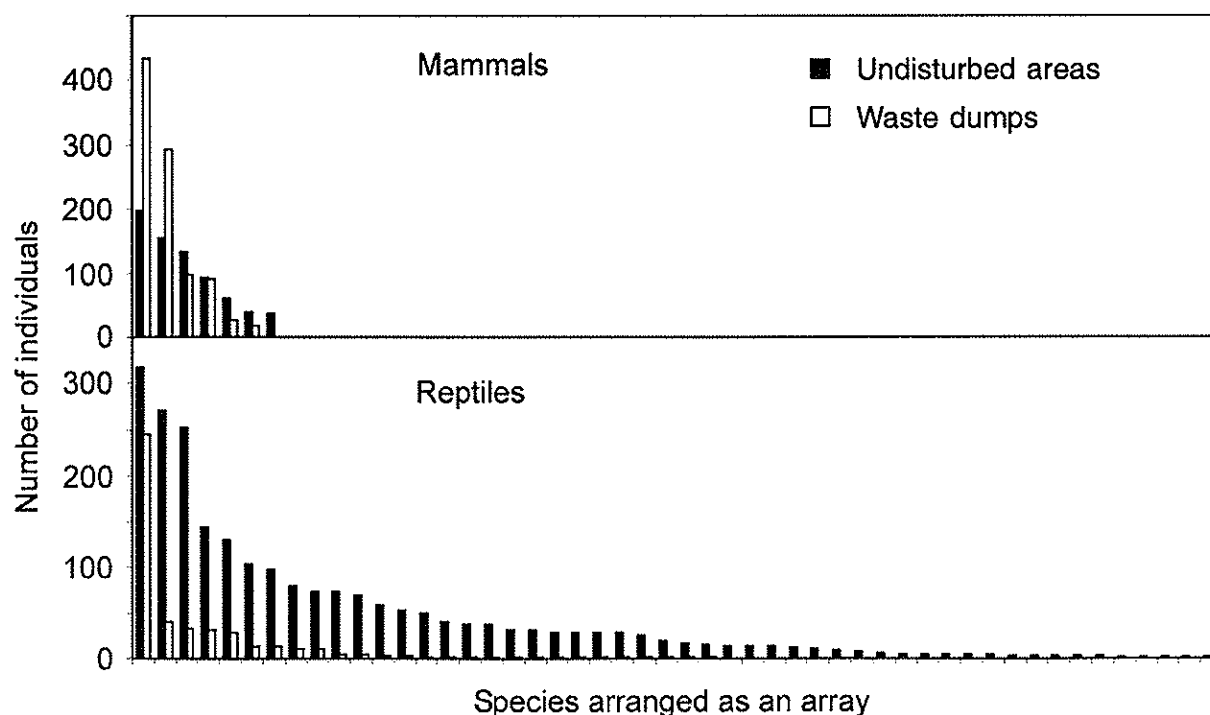 Mammals
Undisturbed areas
Waste dumps
400
300
200
100
0
Number of individuals
Reptiles
300
200
100
0
Species arranged as an array